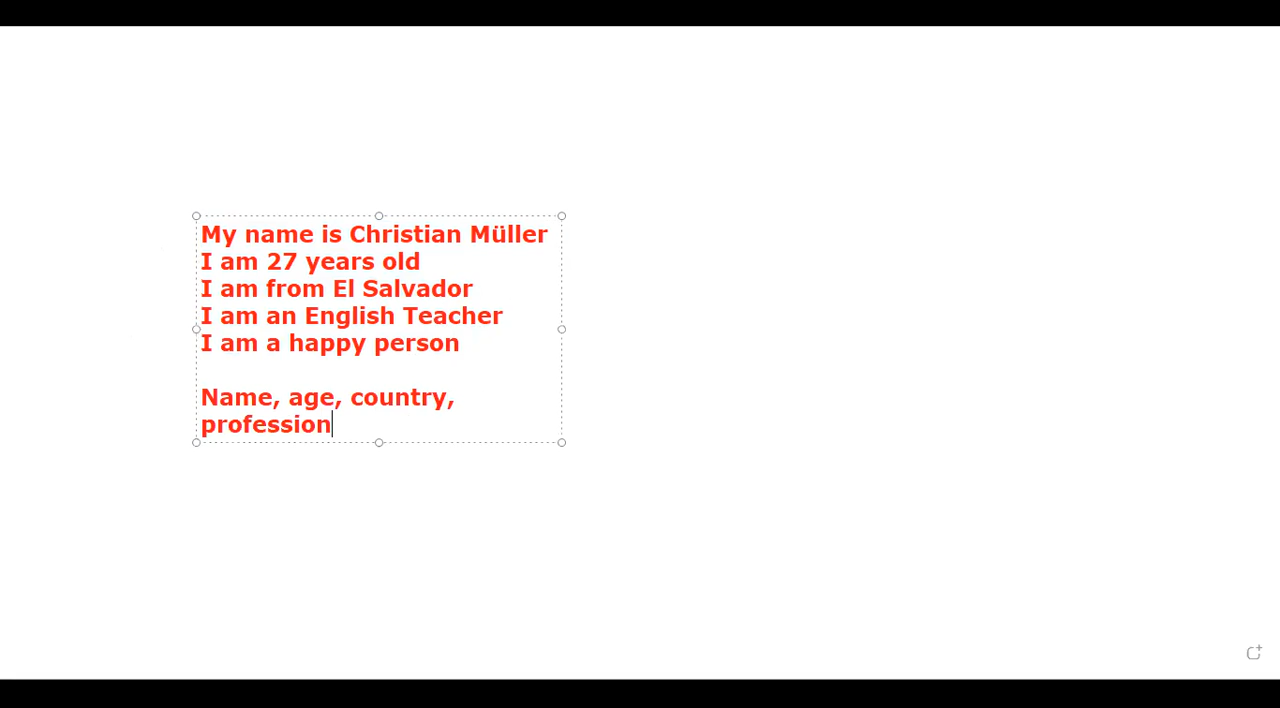 My name is Christian Müller
I am 27 years old
I am from El Salvador
I am an English Teacher
I am a happy person
Name, age, country,
profession